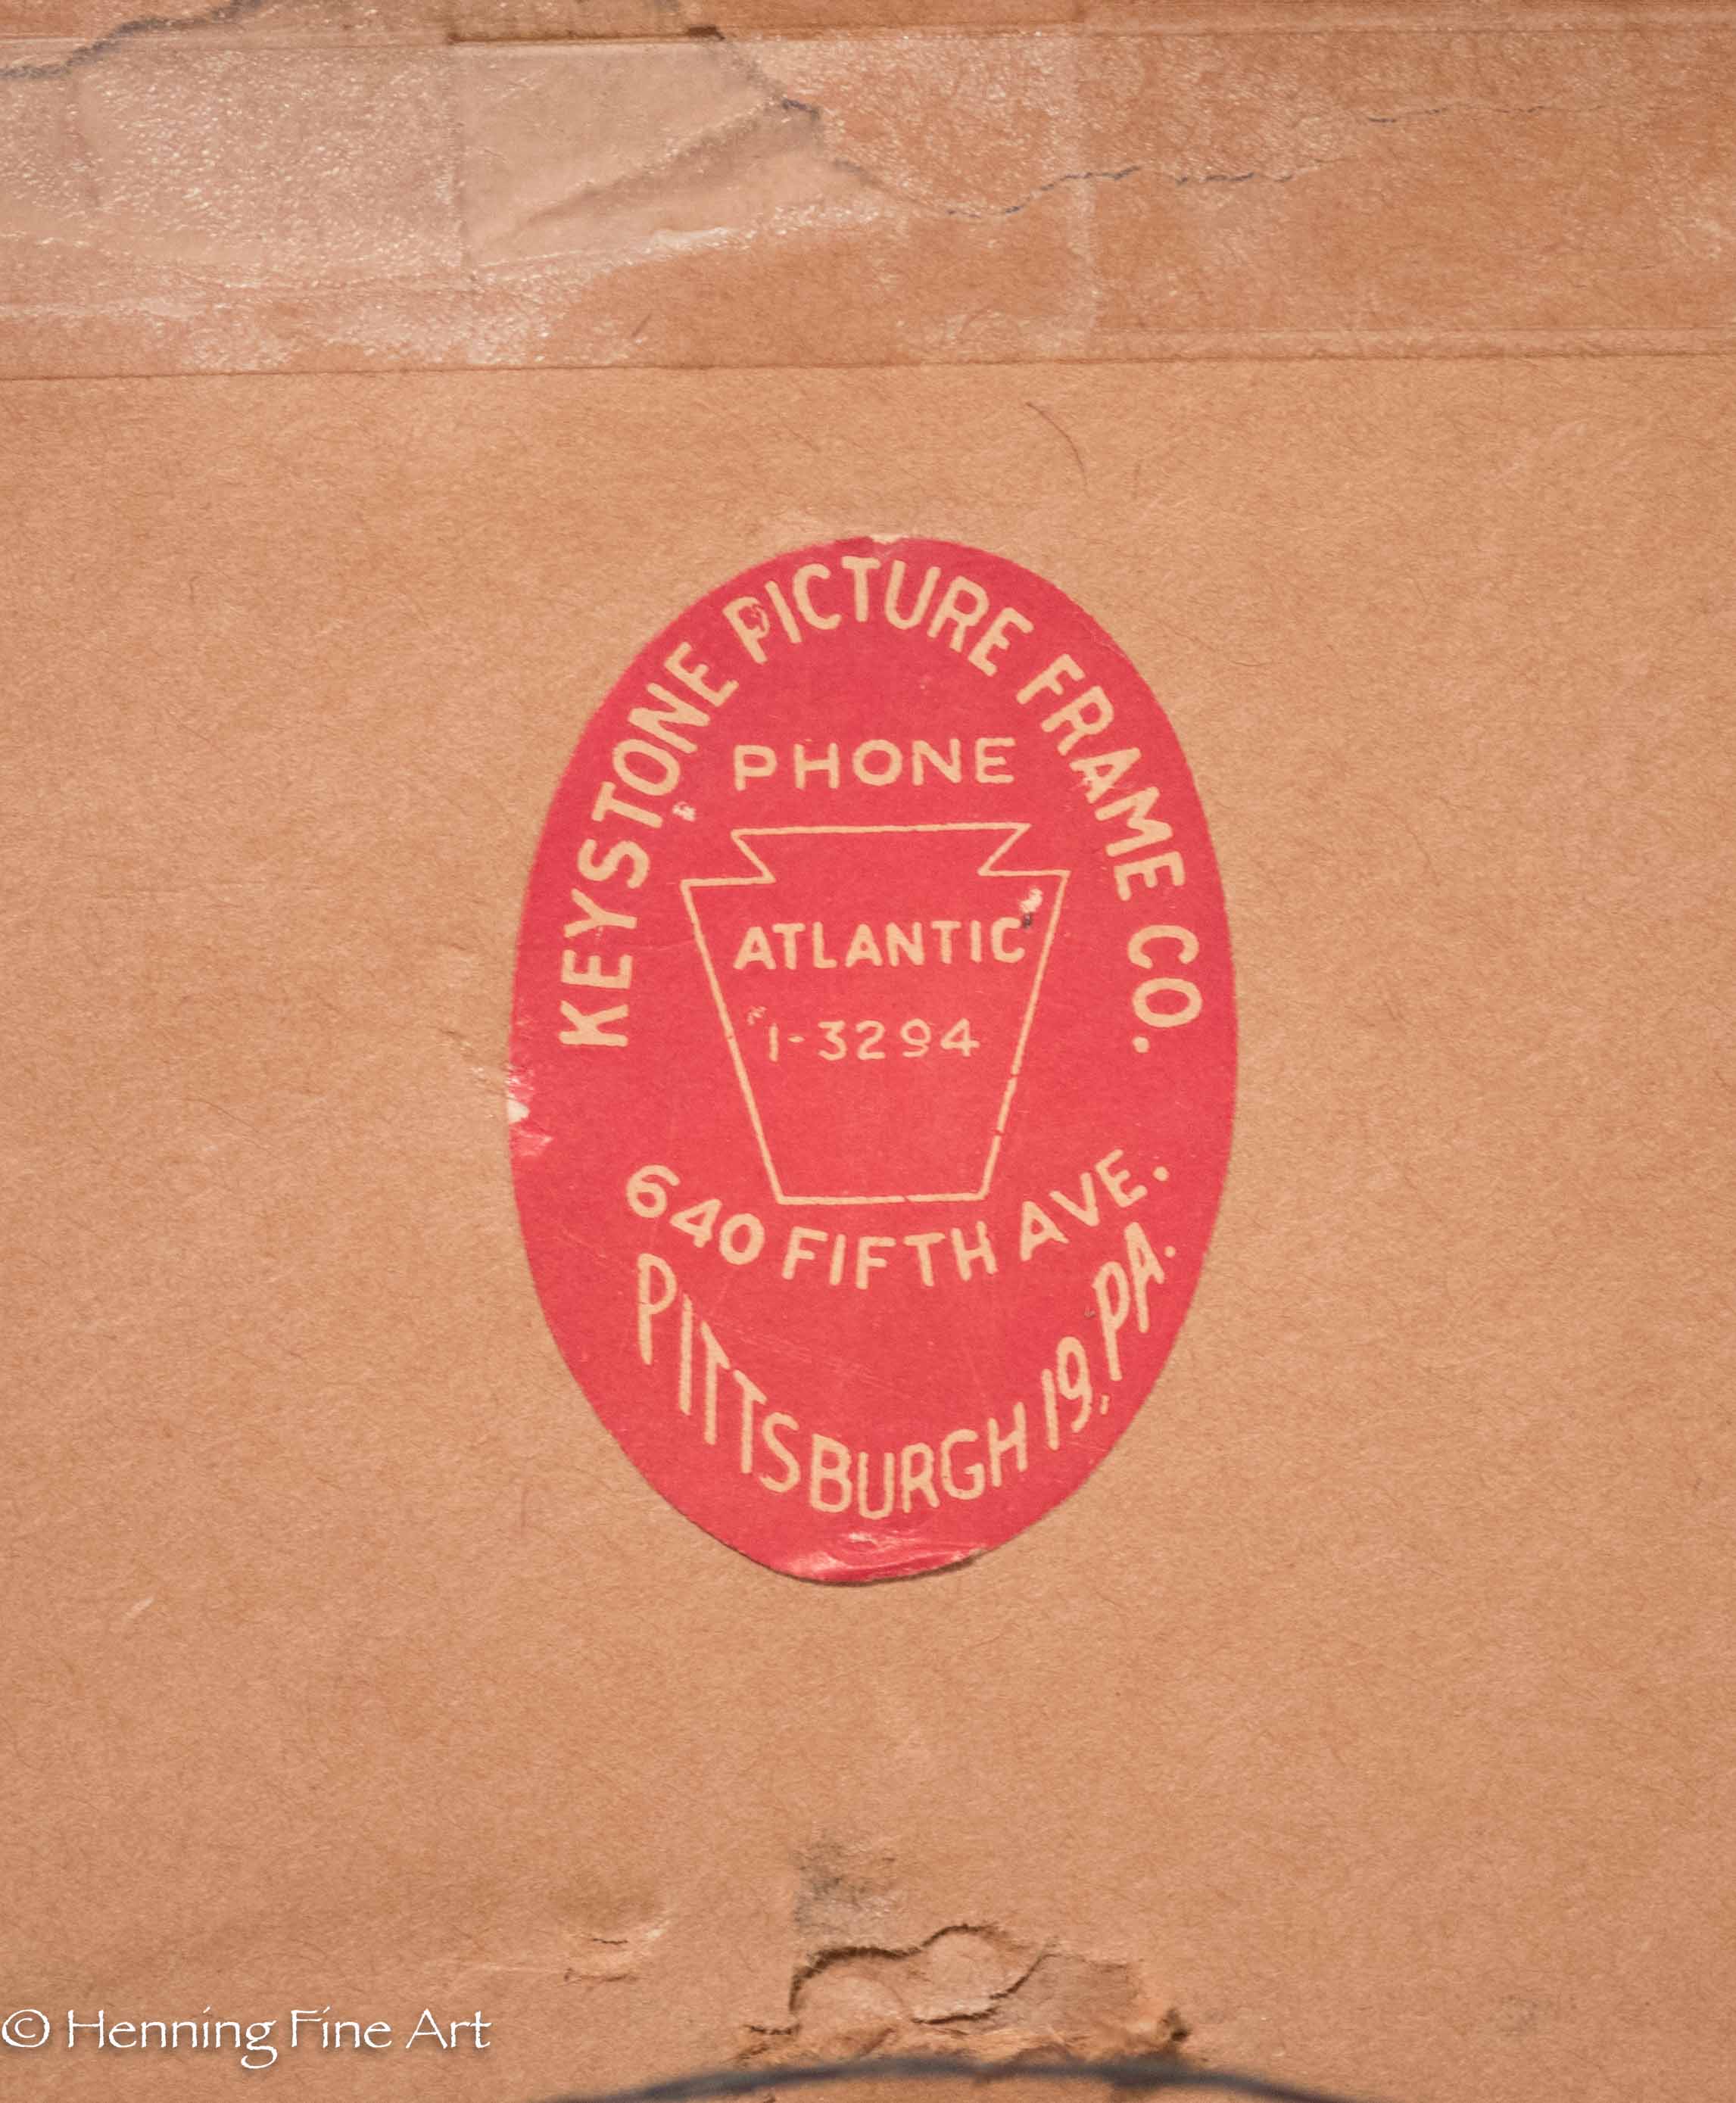 KEYSTONE PICTURE FRAME CO.
PHONE
ATLANTIC
1-3294
640 FIFTH AVE.
PITTSBURGH 19, PA.
© Henning Fine Art